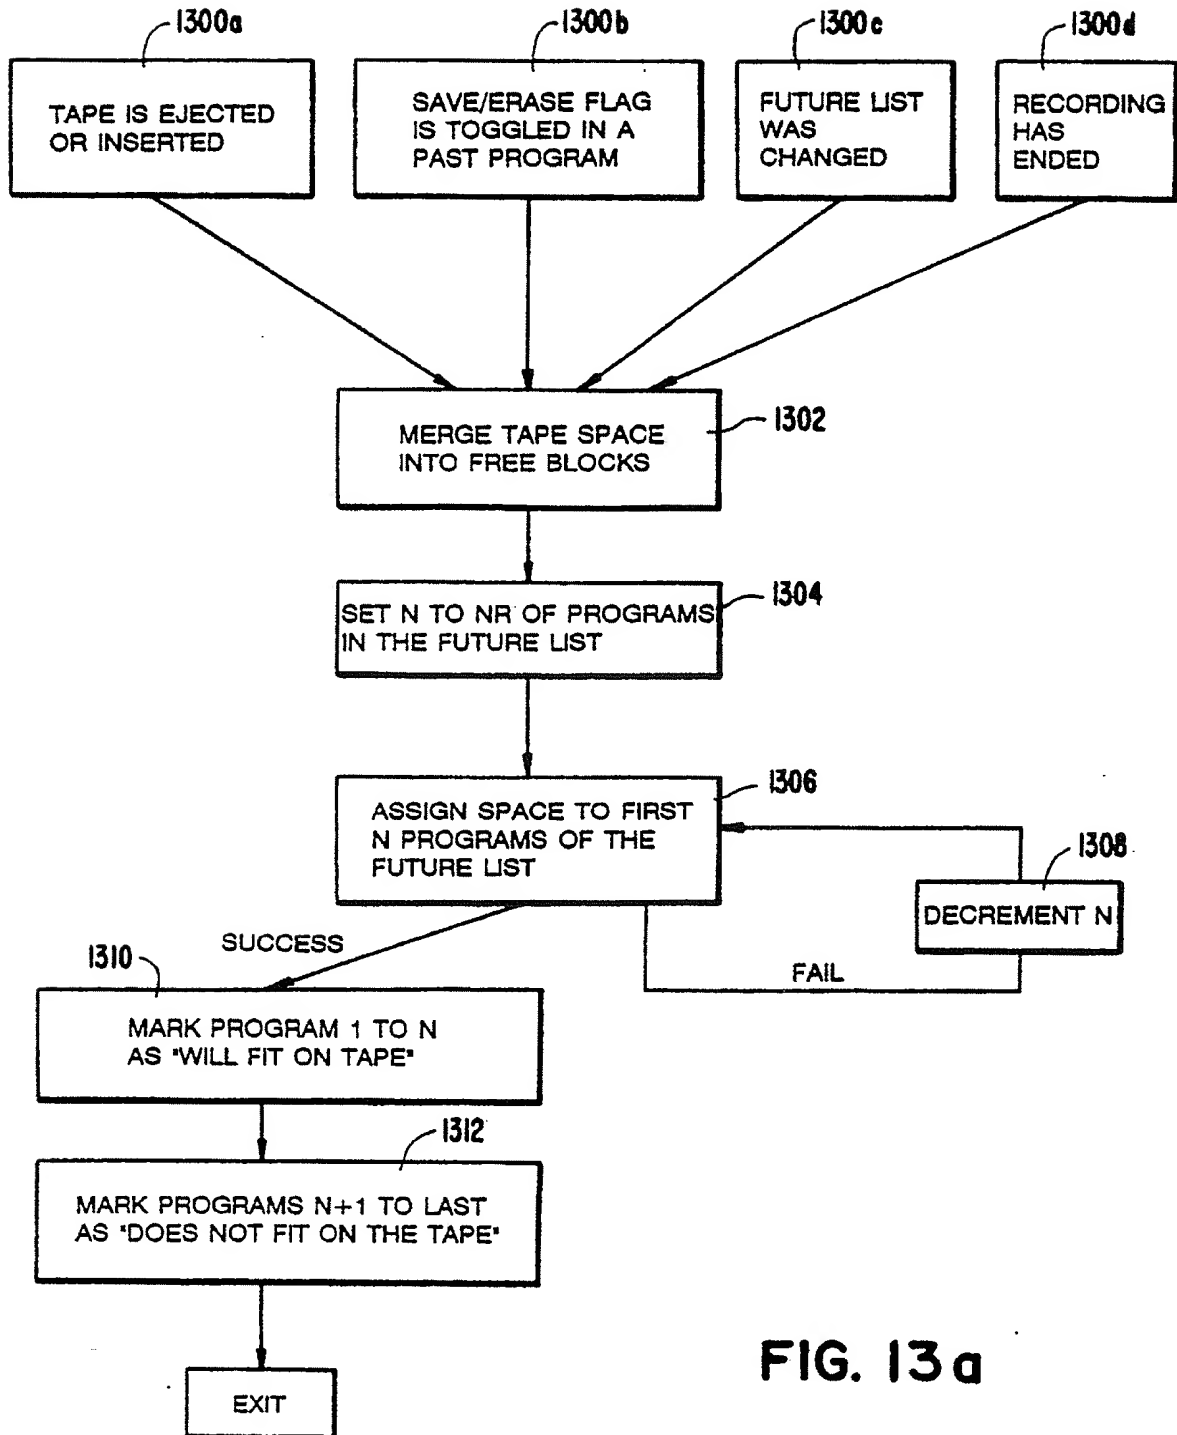 1300a
1300b
1300c
1300d
TAPE IS EJECTED
OR INSERTED
SAVE/ERASE FLAG
IS TOGGLED IN A
PAST PROGRAM
FUTURE LIST
WAS
CHANGED
RECORDING
HAS
ENDED
1302
MERGE TAPE SPACE
INTO FREE BLOCKS
1304
SET N TO NR OF PROGRAMS
IN THE FUTURE LIST
1306
ASSIGN SPACE TO FIRST
N PROGRAMS OF THE
FUTURE LIST
1308
DECREMENT N
SUCCESS
FAIL
1310
MARK PROGRAM 1 TO N
AS "WILL FIT ON TAPE"
1312
MARK PROGRAMS N+1 TO LAST
AS "DOES NOT FIT ON THE TAPE"
EXIT
FIG. 13a